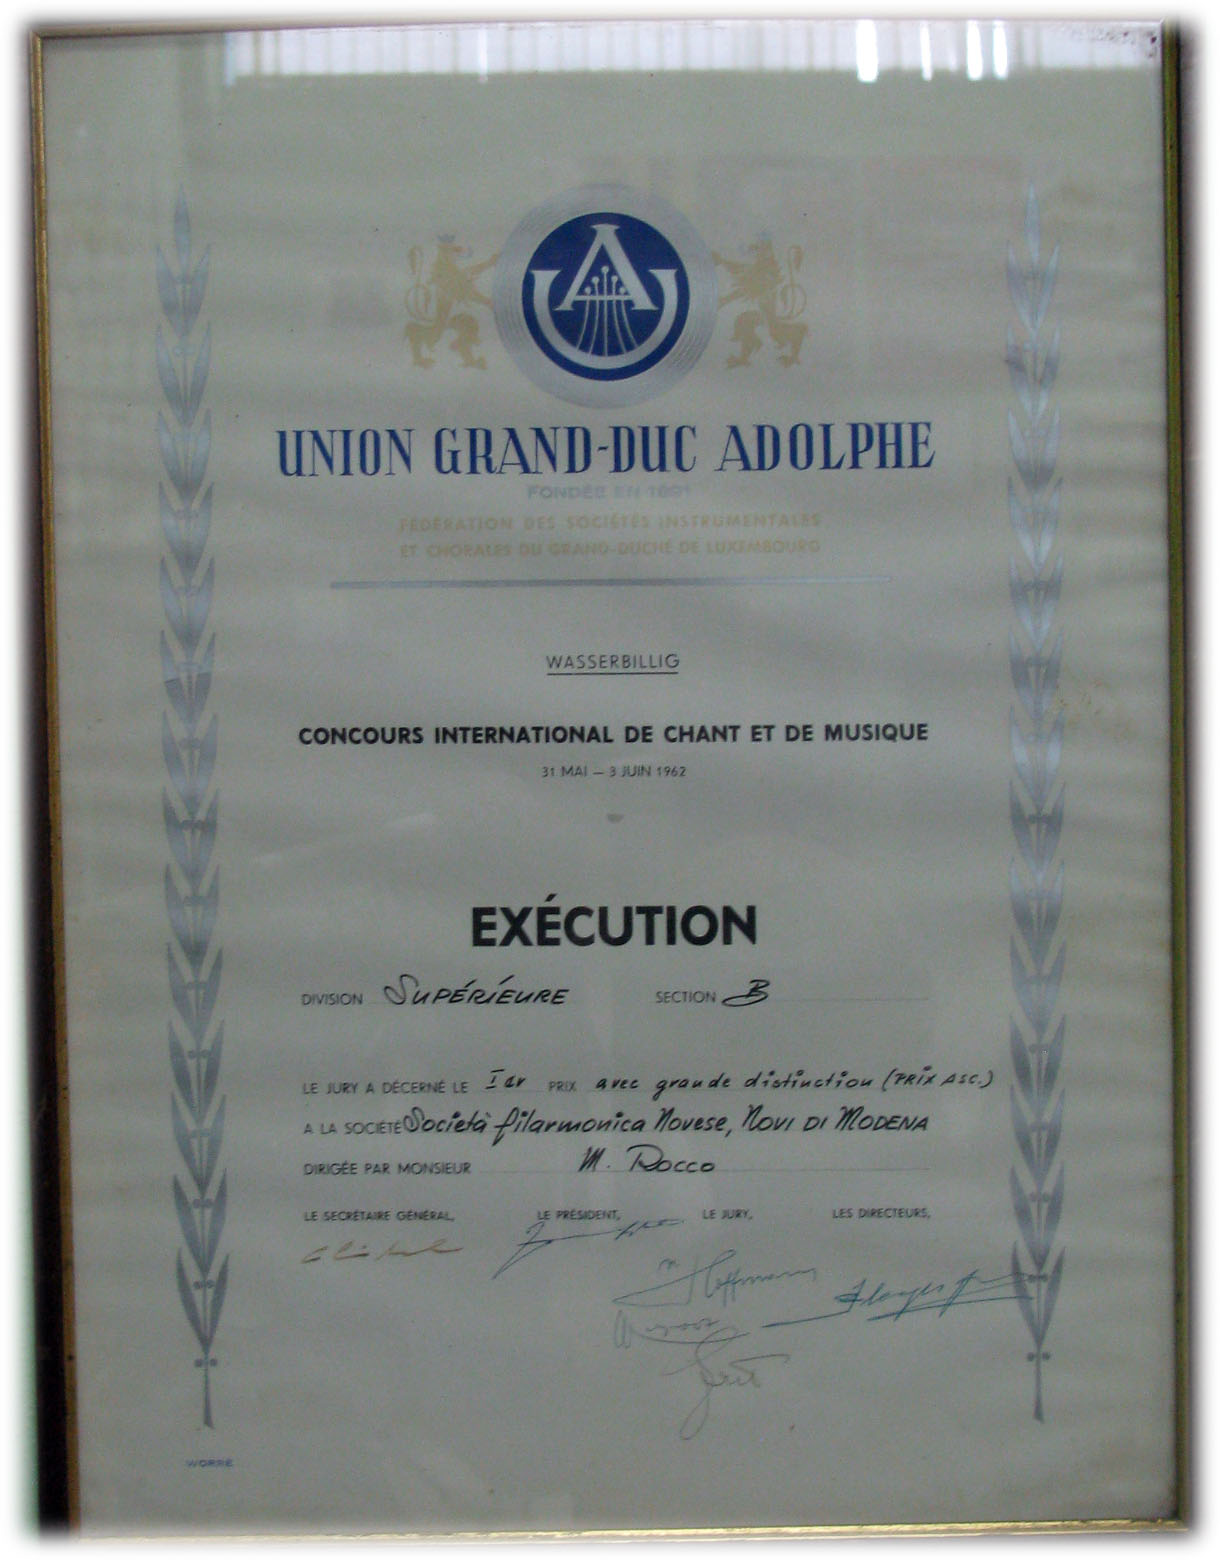 UNION GRAND-DUC ADOLPHE
FONDÉE EN 1891
FÉDÉRATION DES SOCIÉTÉS INSTRUMENTALES
ET CHORALES DU GRAND-DUCHÉ DE LUXEMBOURG
WASSERBILLIG
CONCOURS INTERNATIONAL DE CHANT ET DE MUSIQUE
31 MAI — 3 JUIN 1962
EXÉCUTION
DIVISION SUPÉRIEURE SECTION B
LE JURY A DÉCERNÉ LE Ier PRIX avec grande distinction (PRIX ASC.)
A LA SOCIÉTÉ Società filarmonica Novese, NOVI DI MODENA
DIRIGÉE PAR MONSIEUR M. Rocco
LE SECRÉTAIRE GÉNÉRAL, LE PRÉSIDENT, LE JURY, LES DIRECTEURS,
Hoffmann
WORRÉ